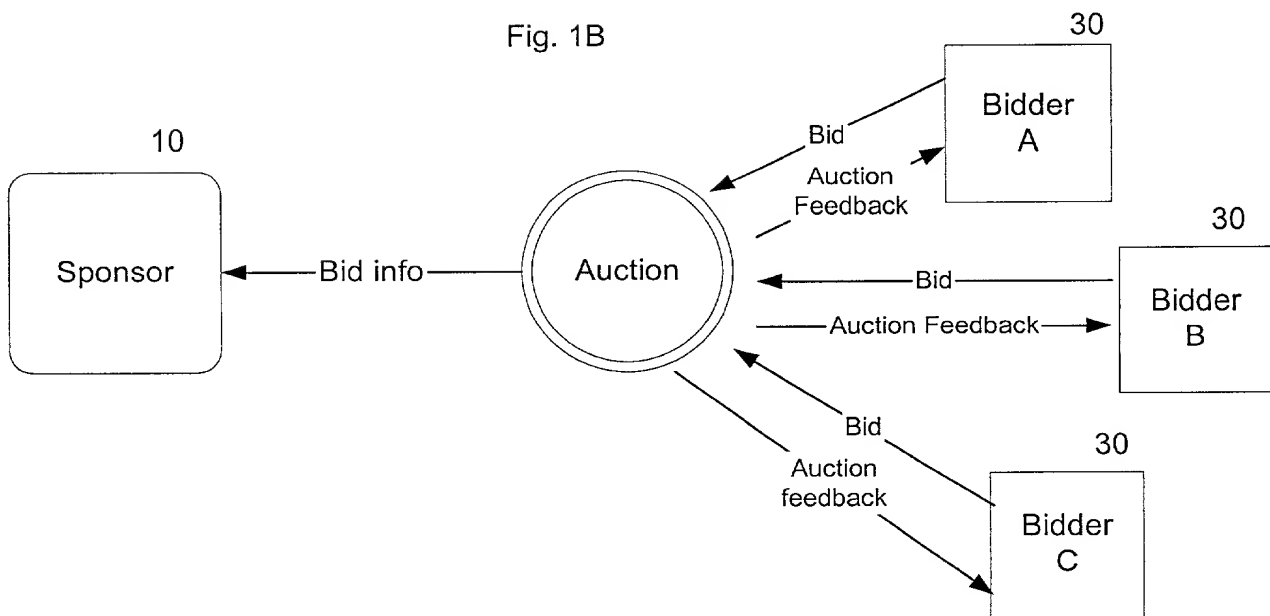 Fig. 1B
30
Bidder
A
Bid
Auction
Feedback
10
Sponsor
Bid info
Auction
30
Bidder
B
Bid
Auction Feedback
30
Bidder
C
Bid
Auction
feedback